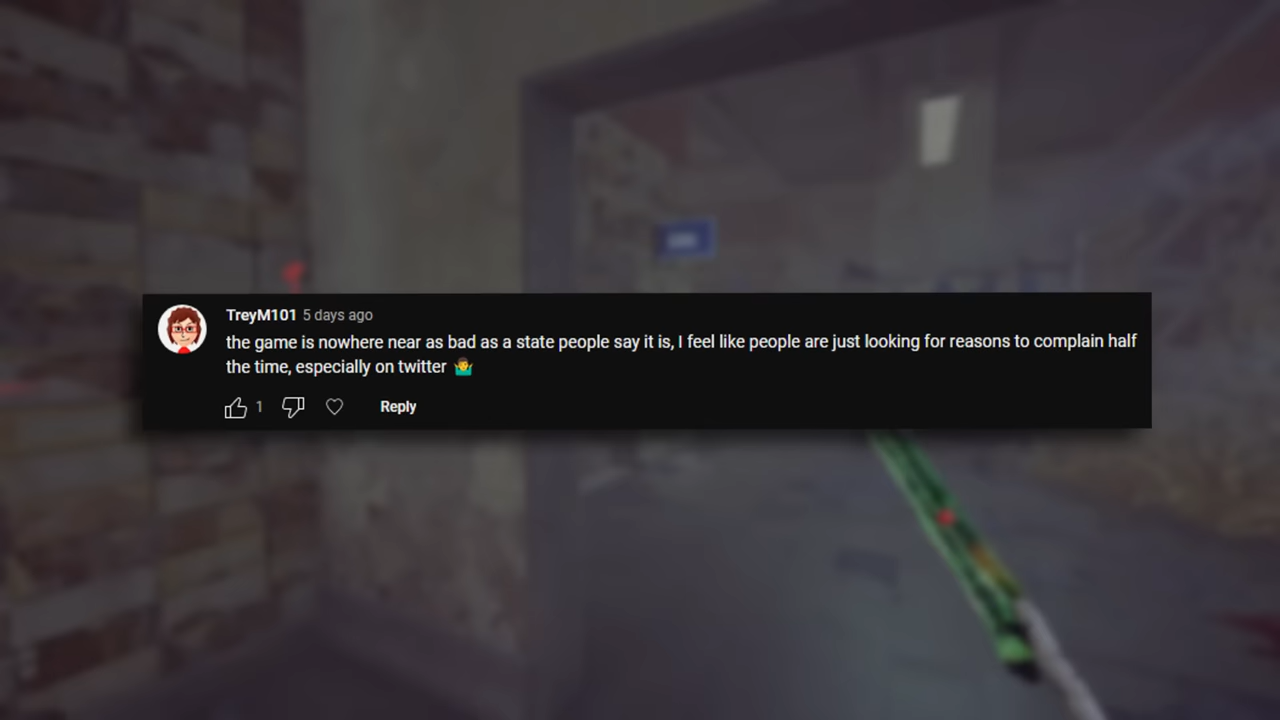 TreyM101 5 days ago
the game is nowhere near as bad as a state people say it is, I feel like people are just looking for reasons to complain half
the time, especially on twitter 🤷‍♂️
1 Reply